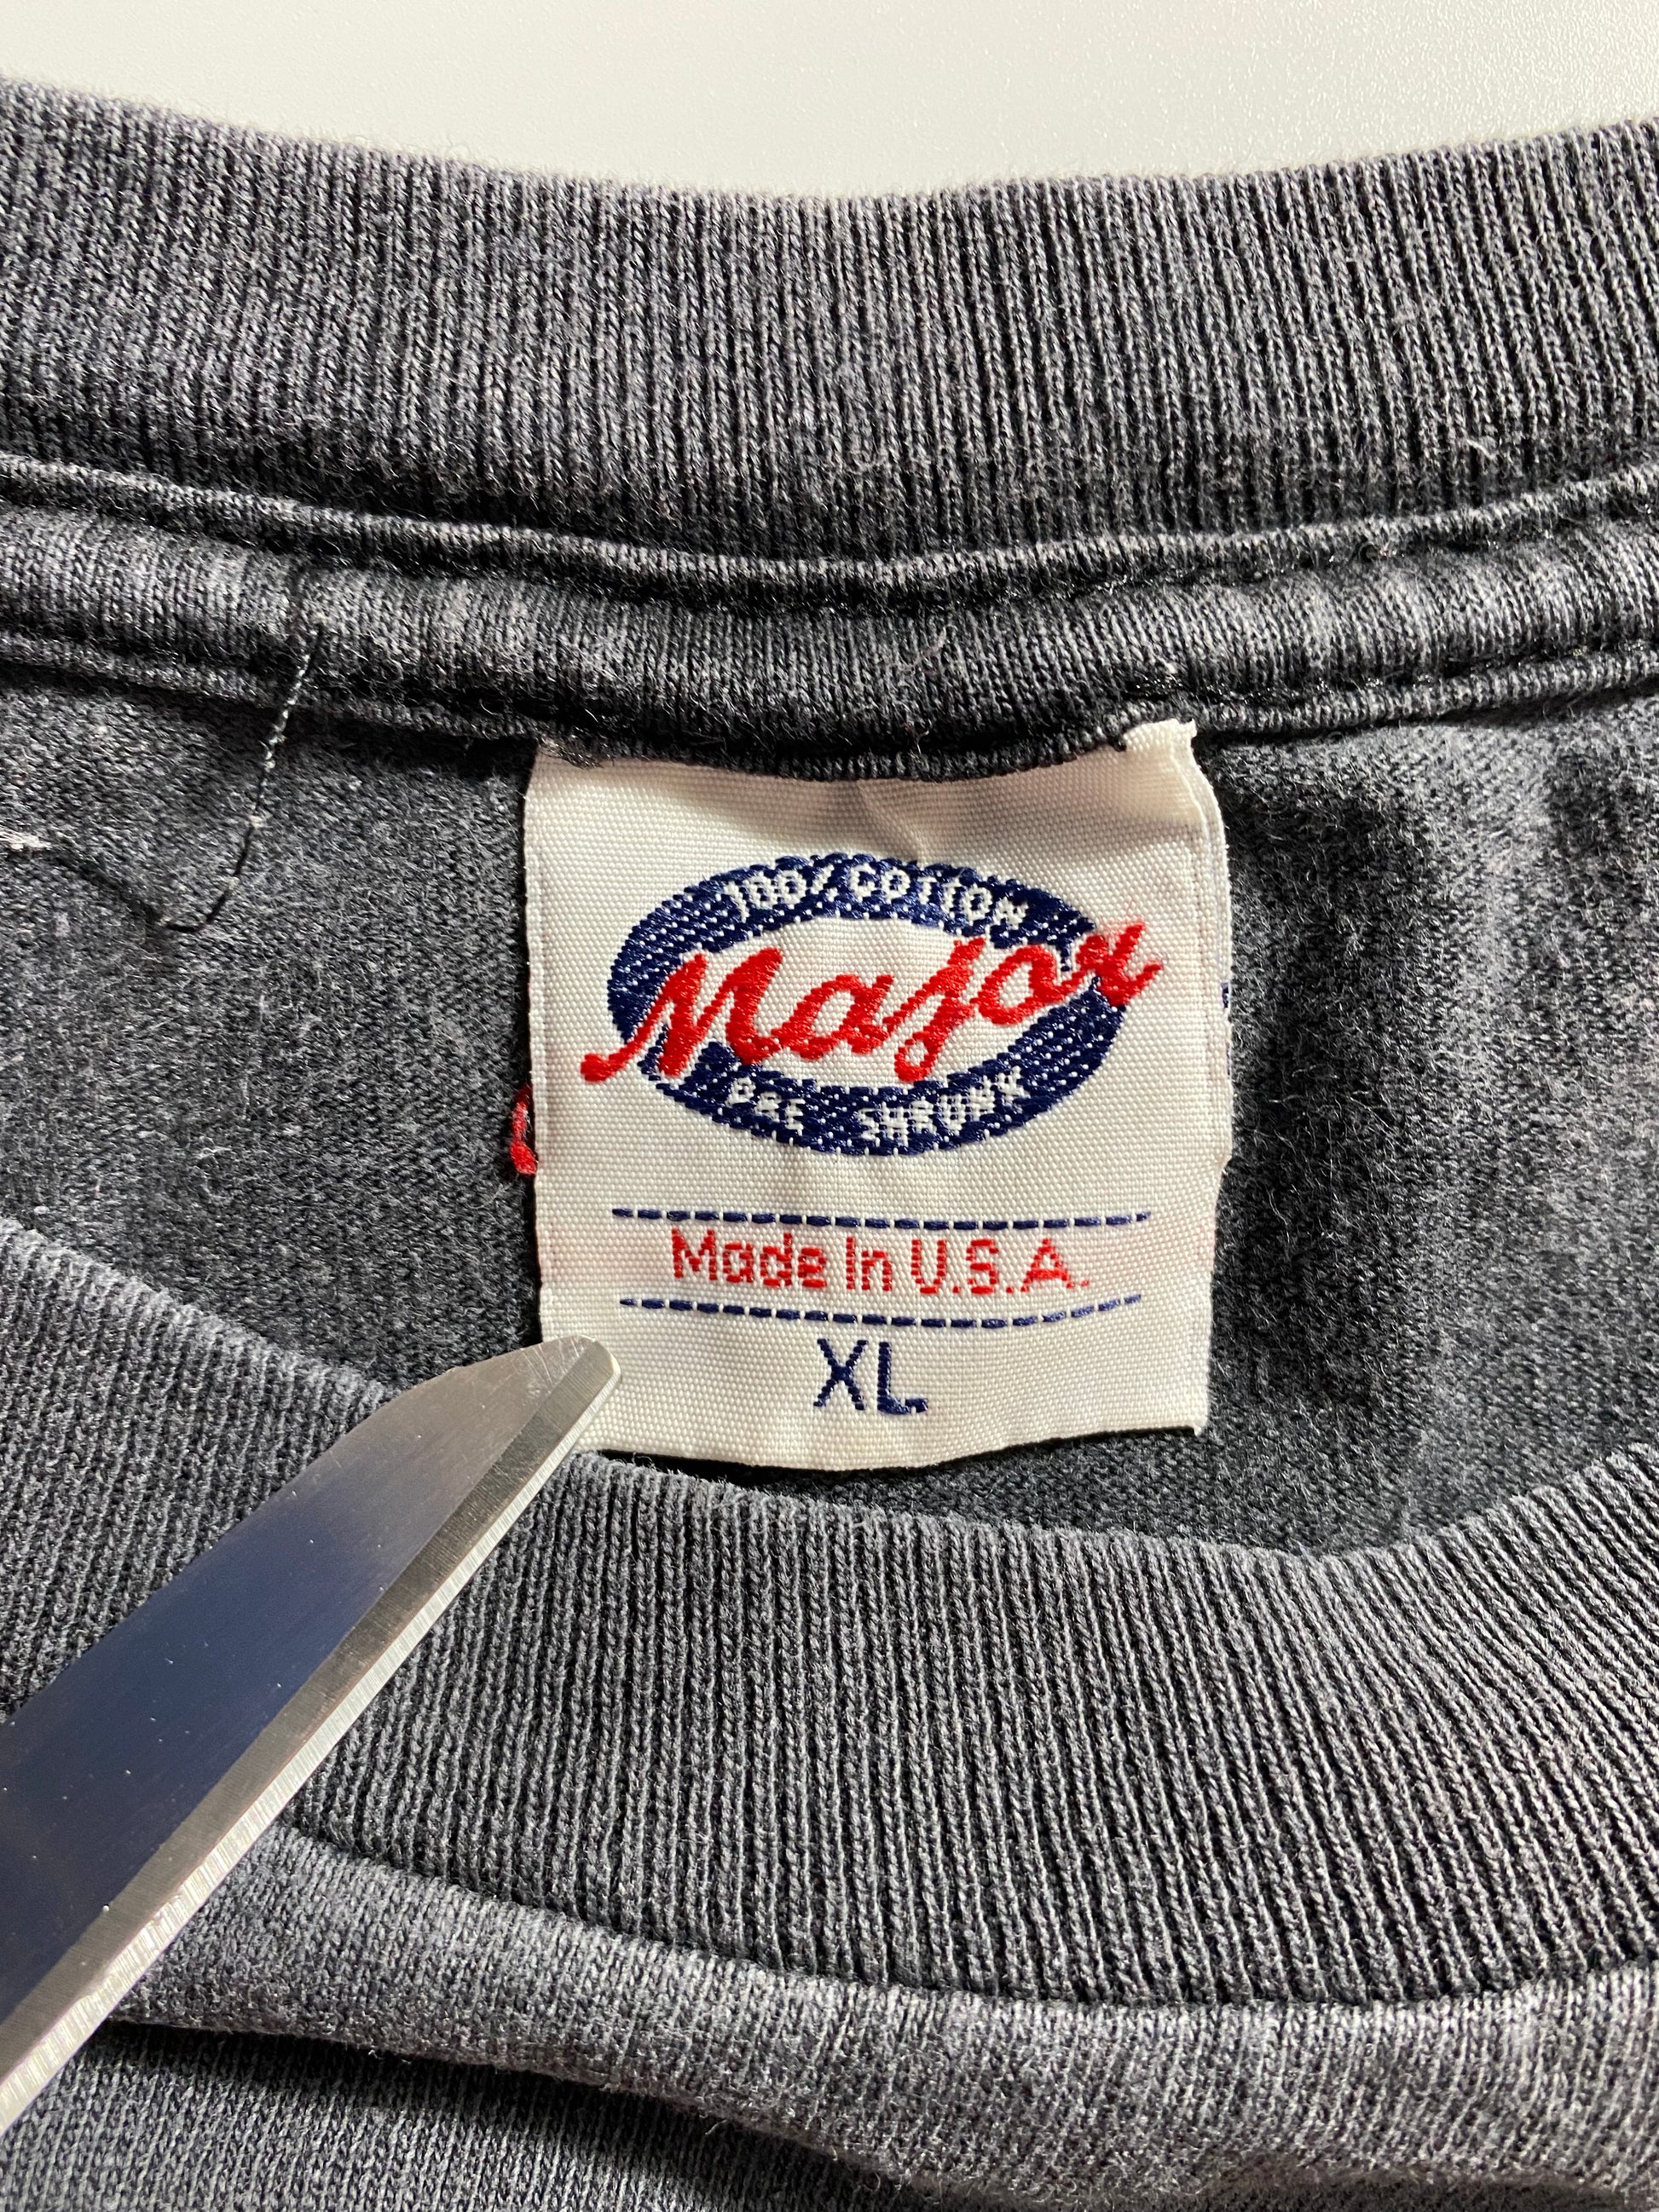 100% COTTON
Major
PRE SHRUNK
Made In U.S.A.
XL